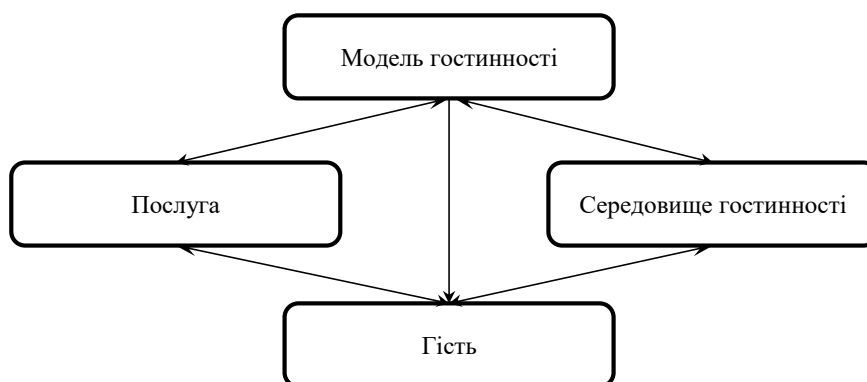 Модель гостинності
Послуга
Середовище гостинності
Гість